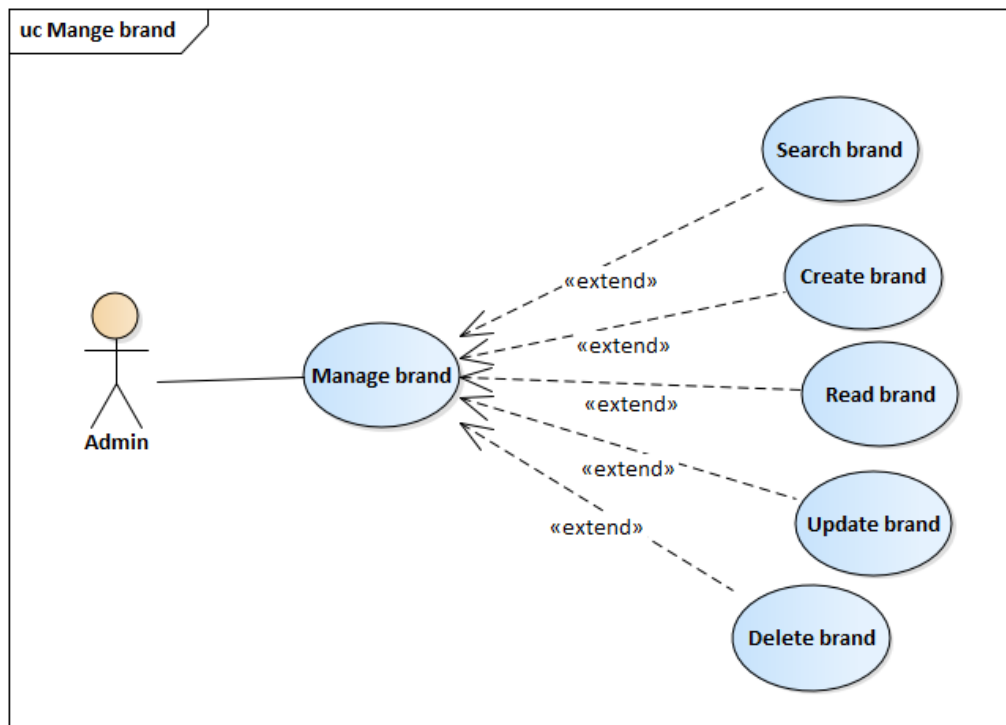 uc Mange brand
Search brand
«extend»
Create brand
«extend»
Manage brand
Read brand
«extend»
Admin
«extend»
Update brand
«extend»
Delete brand